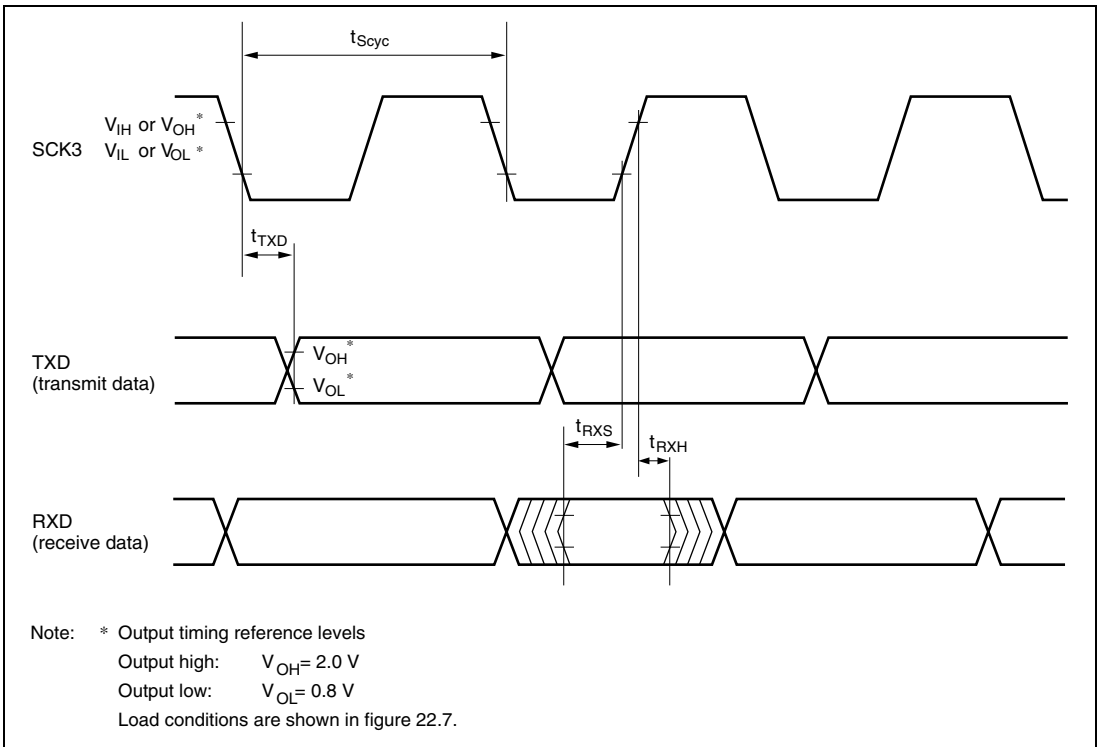 tScyc
VIH or VOH*
SCK3
VIL or VOL *
tTXD
TXD
(transmit data)
VOH*
VOL*
tRXS
tRXH
RXD
(receive data)
Note: * Output timing reference levels
Output high: VOH= 2.0 V
Output low: VOL= 0.8 V
Load conditions are shown in figure 22.7.